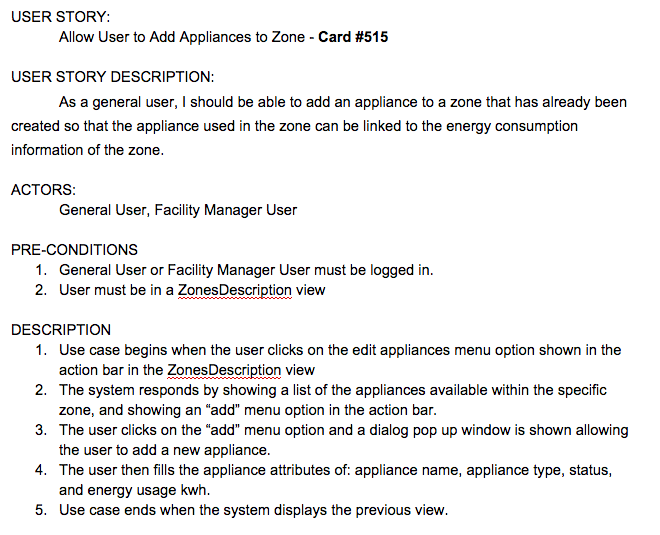 USER STORY:
Allow User to Add Appliances to Zone - Card #515
USER STORY DESCRIPTION:
As a general user, I should be able to add an appliance to a zone that has already been
created so that the appliance used in the zone can be linked to the energy consumption
information of the zone.
ACTORS:
General User, Facility Manager User
PRE-CONDITIONS
1. General User or Facility Manager User must be logged in.
2. User must be in a ZonesDescription view
DESCRIPTION
1. Use case begins when the user clicks on the edit appliances menu option shown in the
action bar in the ZonesDescription view
2. The system responds by showing a list of the appliances available within the specific
zone, and showing an “add” menu option in the action bar.
3. The user clicks on the “add” menu option and a dialog pop up window is shown allowing
the user to add a new appliance.
4. The user then fills the appliance attributes of: appliance name, appliance type, status,
and energy usage kwh.
5. Use case ends when the system displays the previous view.